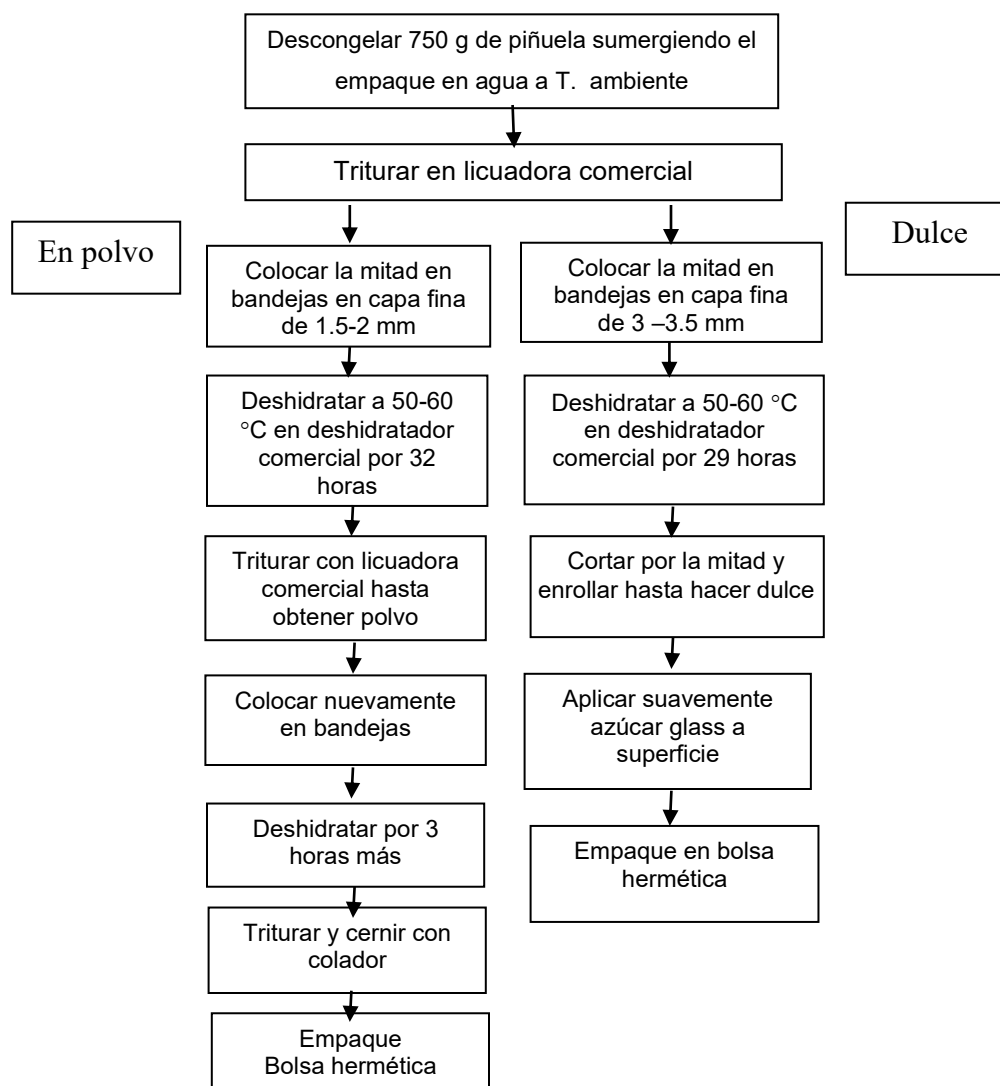 Descongelar 750 g de piñuela sumergiendo el
empaque en agua a T. ambiente
Triturar en licuadora comercial
En polvo
Dulce
Colocar la mitad en
bandejas en capa fina
de 1.5-2 mm
Deshidratar a 50-60
°C en deshidratador
comercial por 32
horas
Triturar con licuadora
comercial hasta
obtener polvo
Colocar nuevamente
en bandejas
Deshidratar por 3
horas más
Triturar y cernir con
colador
Empaque
Bolsa hermética
Colocar la mitad en
bandejas en capa fina
de 3 –3.5 mm
Deshidratar a 50-60 °C
en deshidratador
comercial por 29 horas
Cortar por la mitad y
enrollar hasta hacer dulce
Aplicar suavemente
azúcar glass a
superficie
Empaque en bolsa
hermética